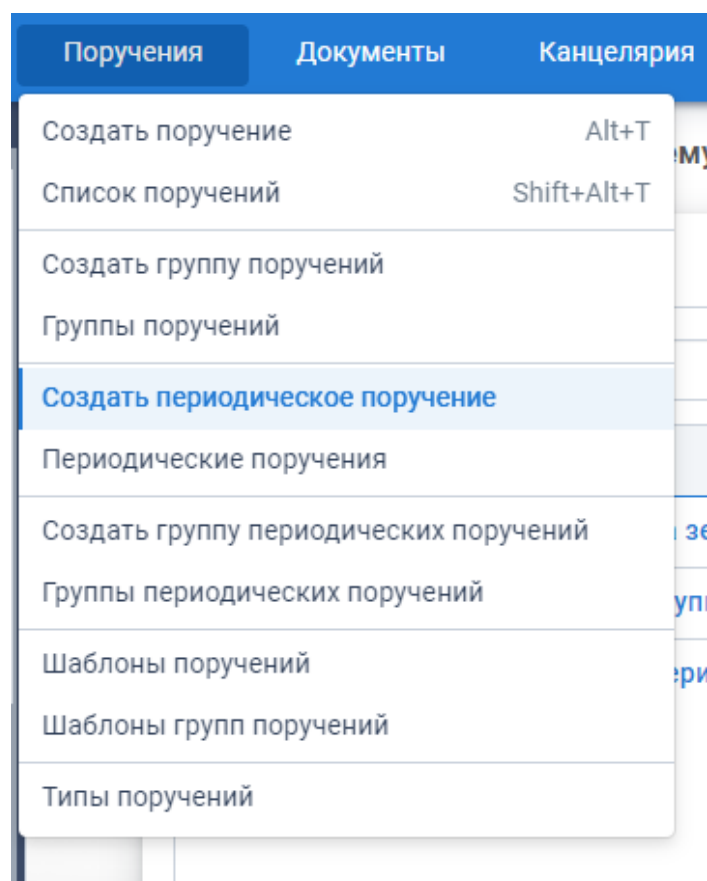 Поручения Документы Канцелярия
Создать поручение Alt+T
Список поручений Shift+Alt+T
Создать группу поручений
Группы поручений
Создать периодическое поручение
Периодические поручения
Создать группу периодических поручений
Группы периодических поручений
Шаблоны поручений
Шаблоны групп поручений
Типы поручений